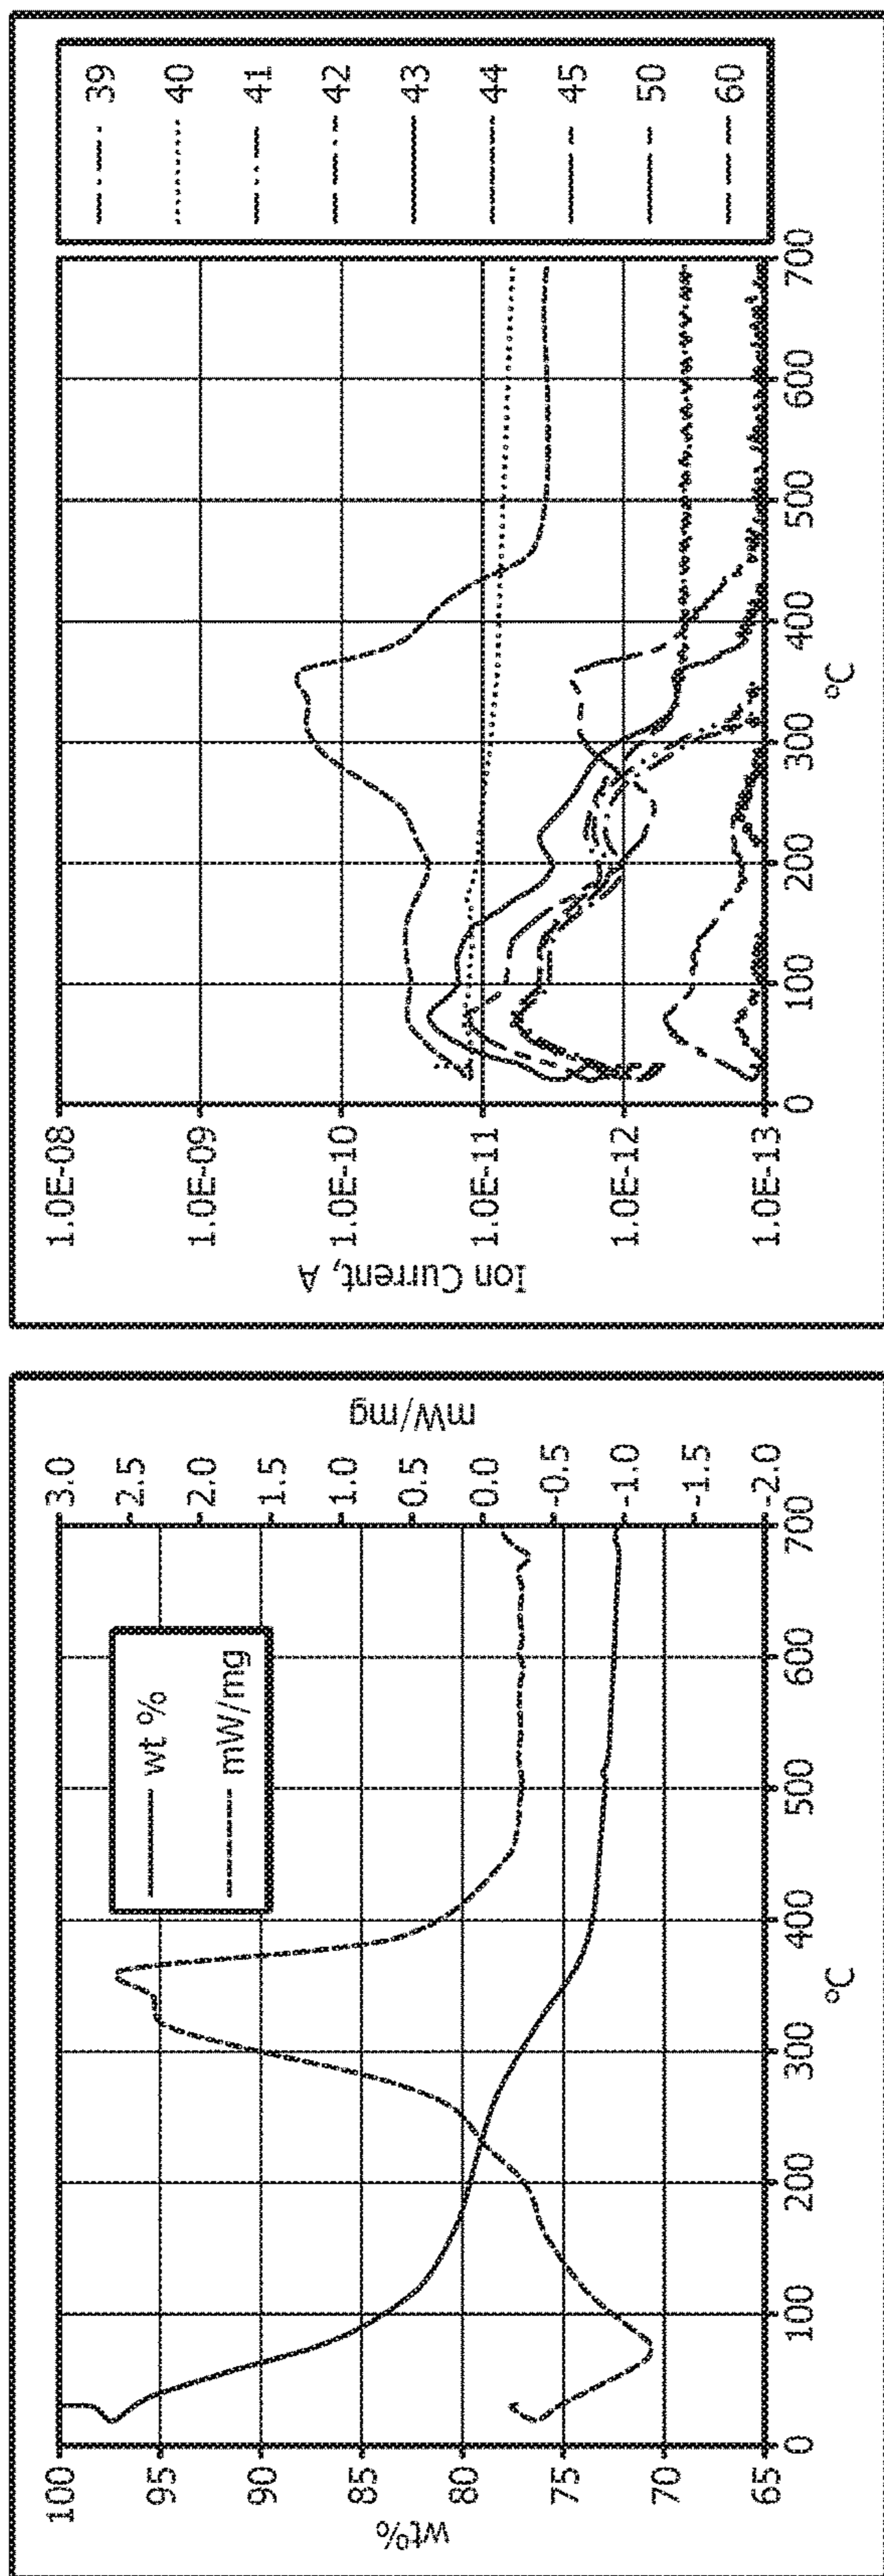 wt%
100
95
90
85
80
75
70
65
wt %
mW/mg
3.0
2.5
2.0
1.5
1.0
0.5
0.0
-0.5
-1.0
-1.5
-2.0
mW/mg
0 100 200 300 400 500 600 700
°C
Ion Current, A
1.0E-08
1.0E-09
1.0E-10
1.0E-11
1.0E-12
1.0E-13
0 100 200 300 400 500 600 700
°C
39
40
41
42
43
44
45
50
60